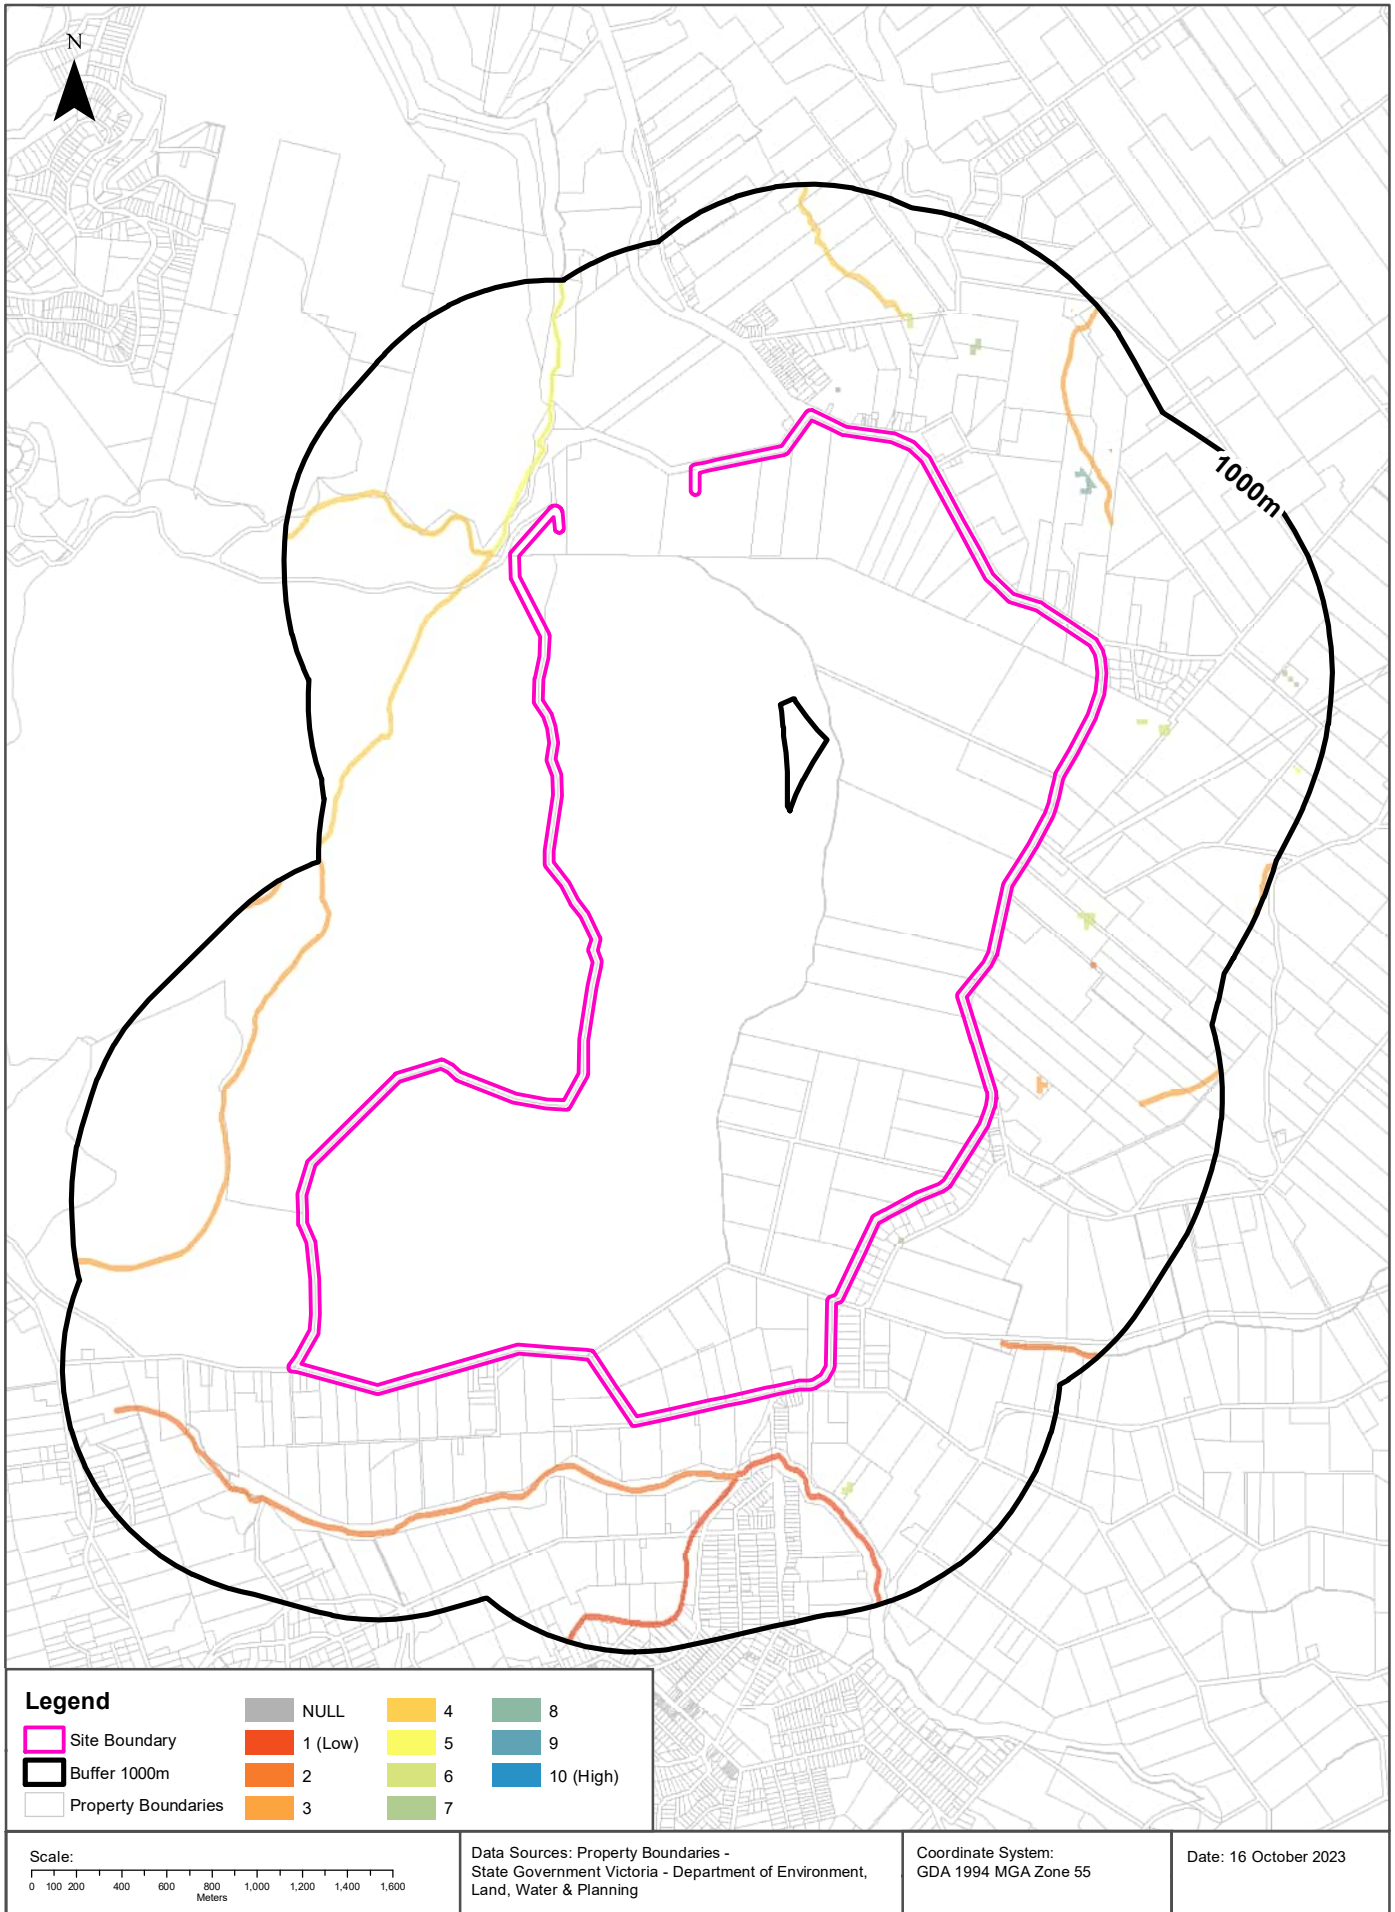 N
1000m
Legend
Site Boundary
Buffer 1000m
Property Boundaries
NULL
1 (Low)
2
3
4
5
6
7
8
9
10 (High)
Scale:
0 100 200 400 600 800 1,000 1,200 1,400 1,600
Meters
Data Sources: Property Boundaries -
State Government Victoria - Department of Environment,
Land, Water & Planning
Coordinate System:
GDA 1994 MGA Zone 55
Date: 16 October 2023